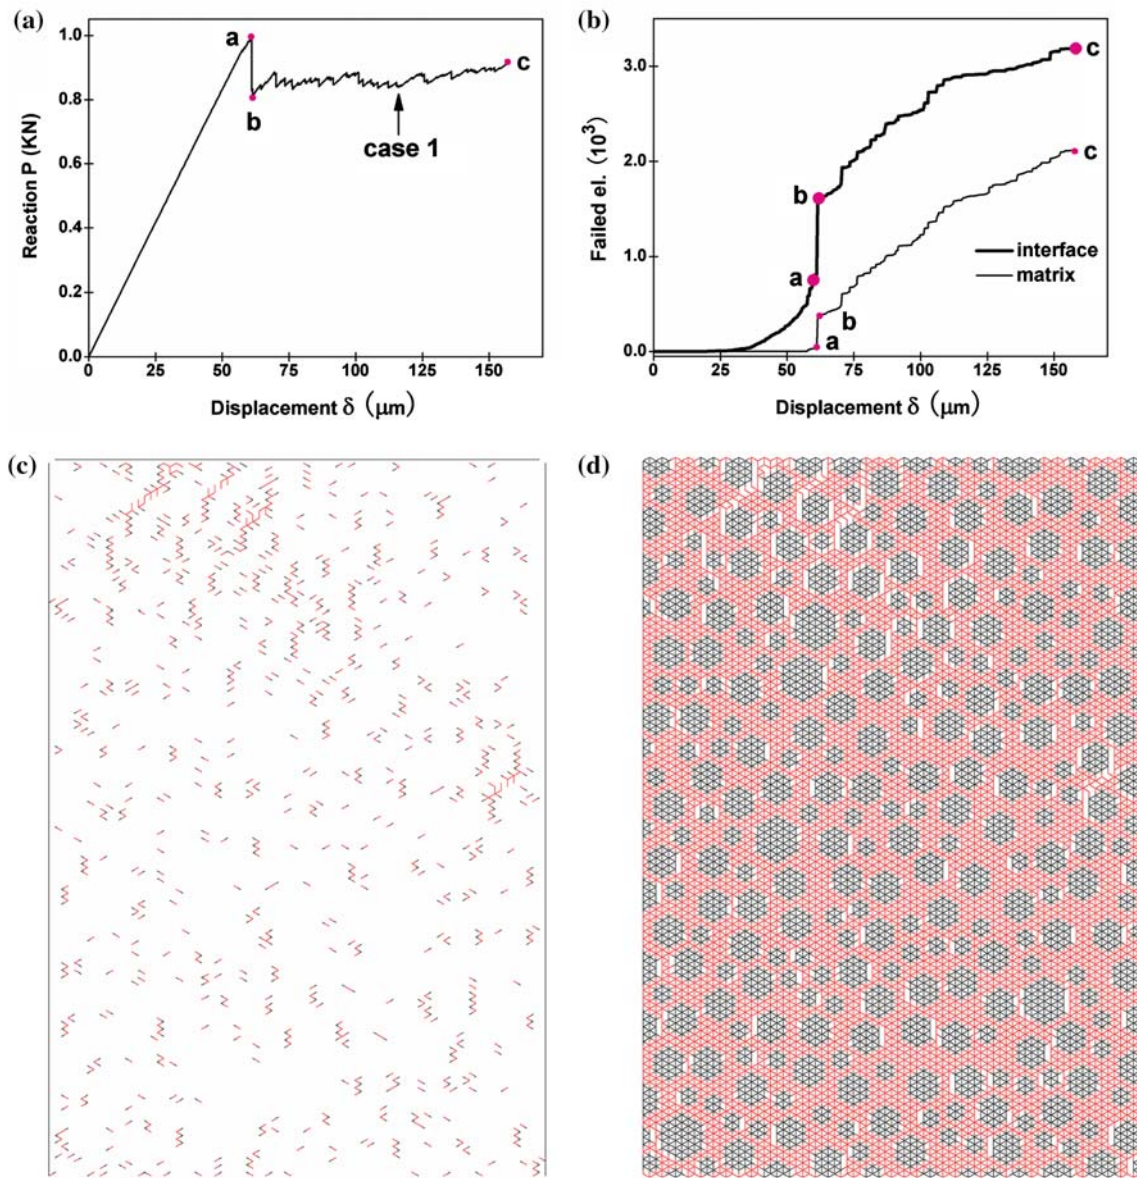 (a)
1.0
0.8
0.6
0.4
0.2
0.0
Reaction P (KN)
a
b
c
case 1
0
25
50
75
100
125
150
Displacement δ (μm)
(b)
3.0
2.0
1.0
0.0
Failed el. (10³)
c
b
a
c
b
a
interface
matrix
0
25
50
75
100
125
150
Displacement δ (μm)
(c)
(d)